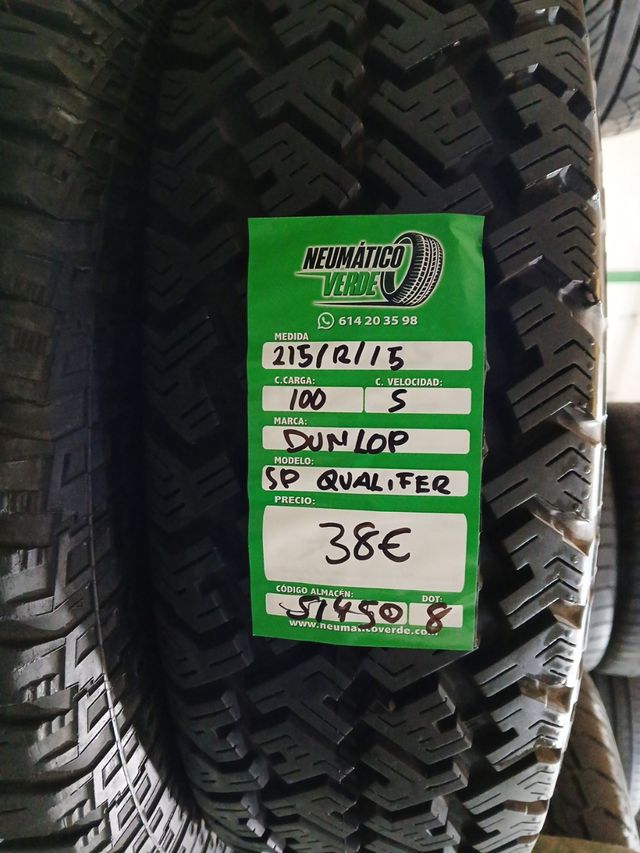 NEUMÁTICO
VERDE
614 20 35 98
MEDIDA
215/R/15
C.CARGA: C. VELOCIDAD:
100 S
MARCA:
DUNLOP
MODELO:
SP QUALIFER
PRECIO:
38€
CÓDIGO ALMACÉN: DOT:
51450 8
www.neumaticoverde.com